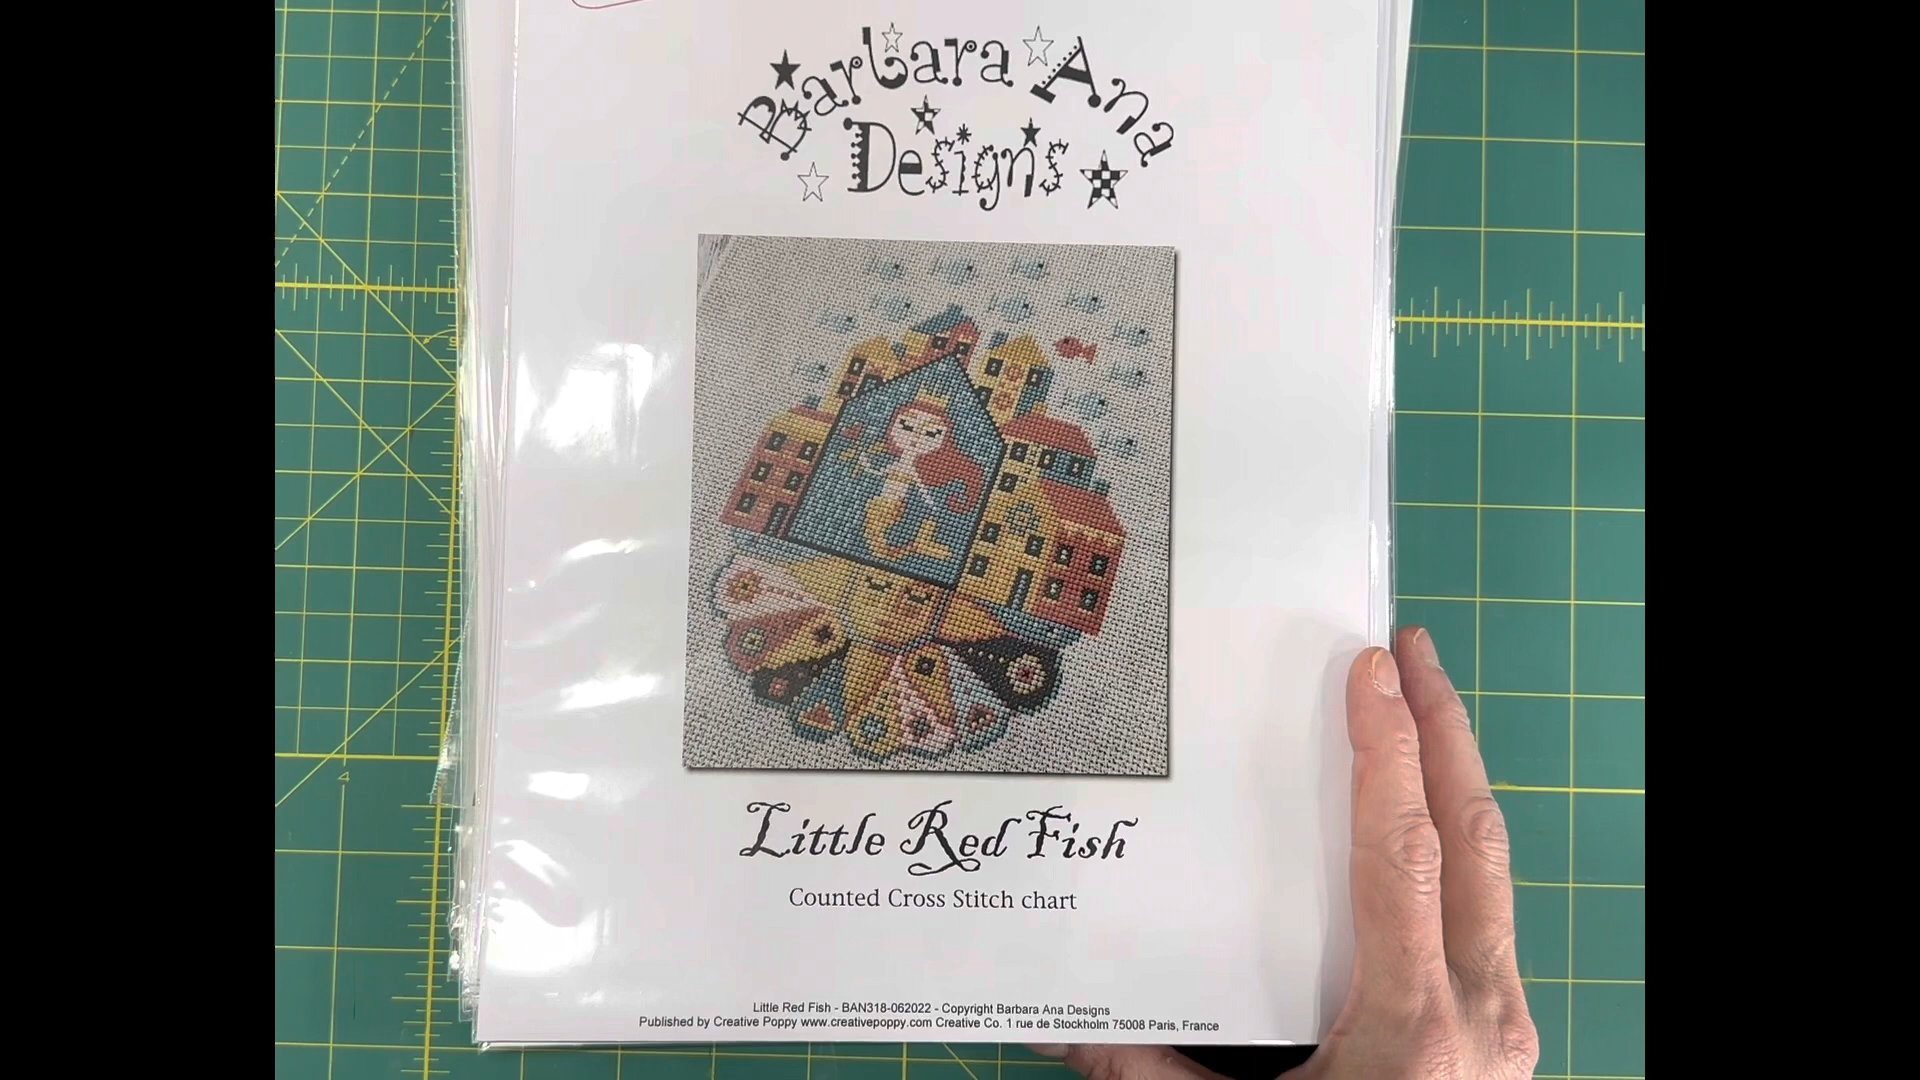 Barbara Ana
Designs
Little Red Fish
Counted Cross Stitch chart
Little Red Fish - BAN318-062022 - Copyright Barbara Ana Designs
Published by Creative Poppy www.creativepoppy.com Creative Co. 1 rue de Stockholm 75008 Paris, France
4